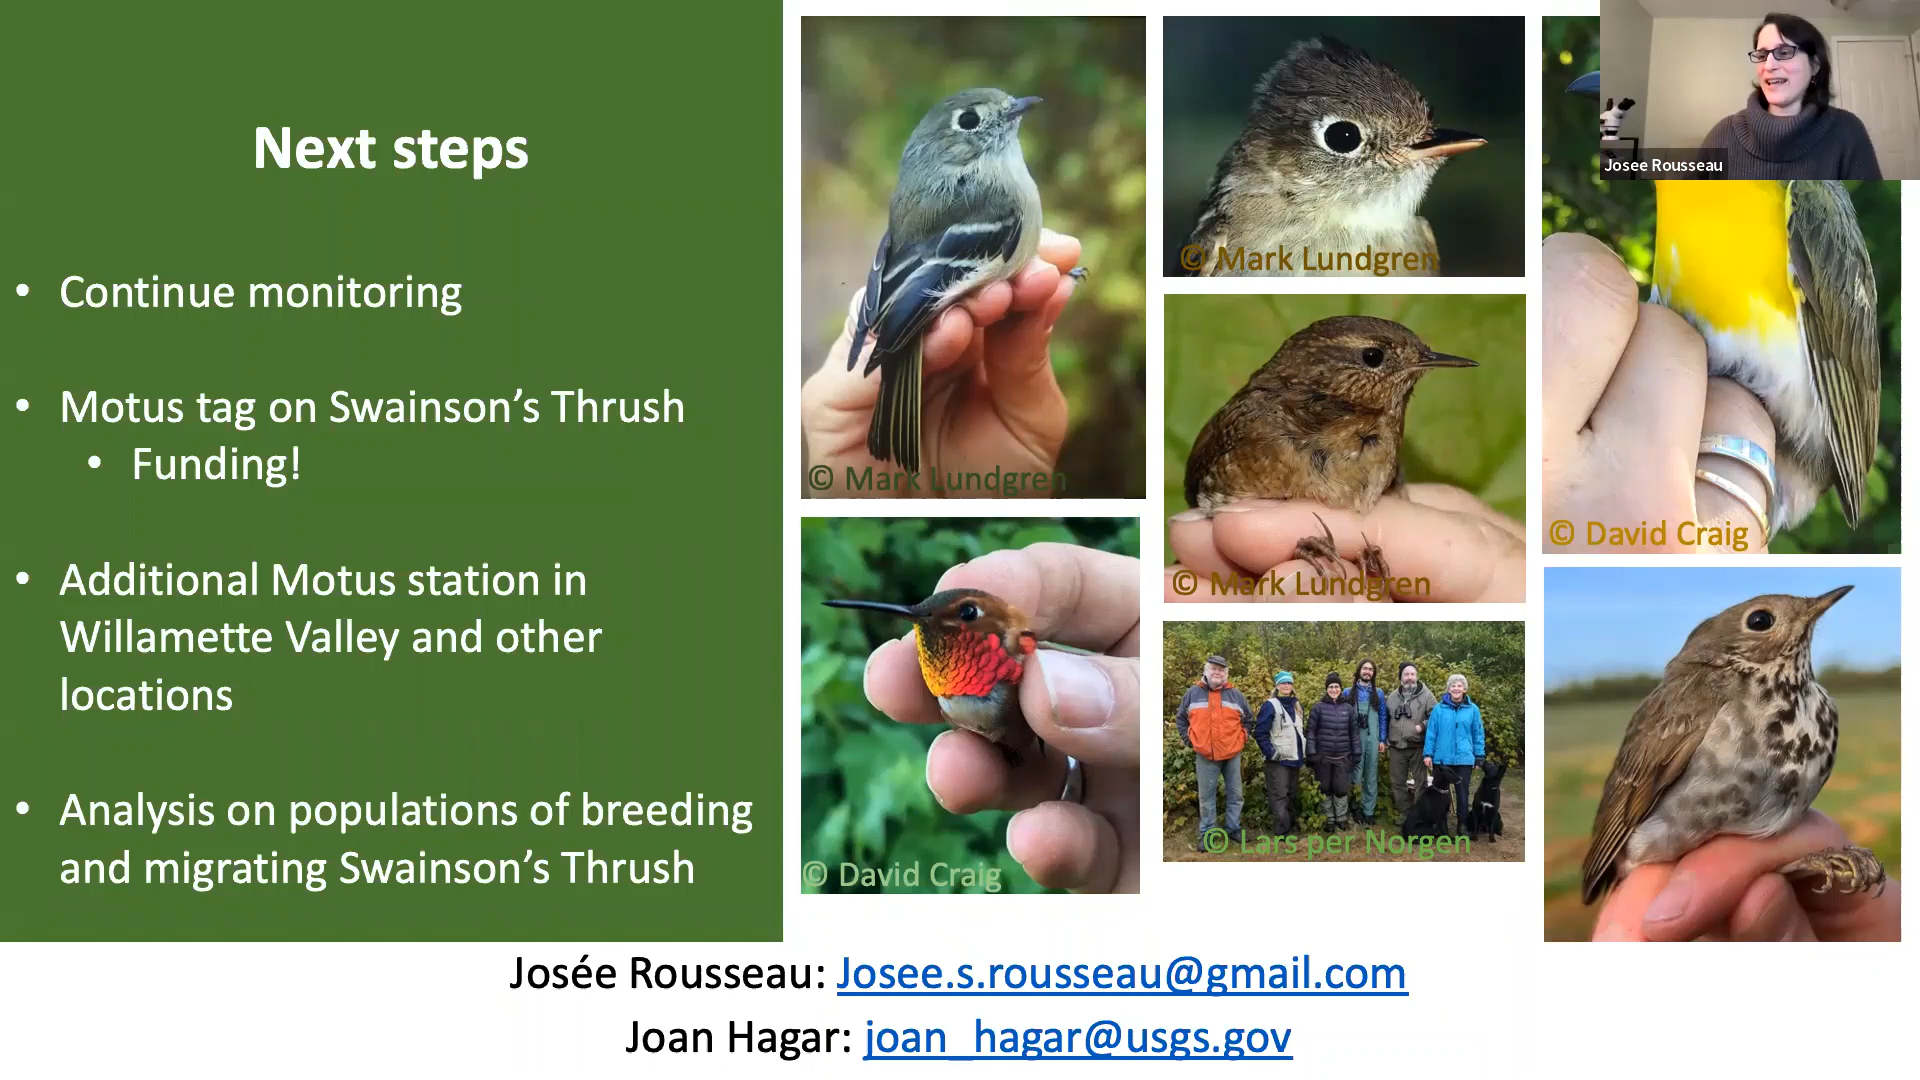 Next steps
• Continue monitoring
• Motus tag on Swainson’s Thrush
• Funding!
• Additional Motus station in
Willamette Valley and other
locations
• Analysis on populations of breeding
and migrating Swainson’s Thrush
© Mark Lundgren
© Mark Lundgren
Josee Rousseau
© Mark Lundgren
© David Craig
© David Craig
© Lars per Norgen
Josée Rousseau: Josee.s.rousseau@gmail.com
Joan Hagar: joan_hagar@usgs.gov